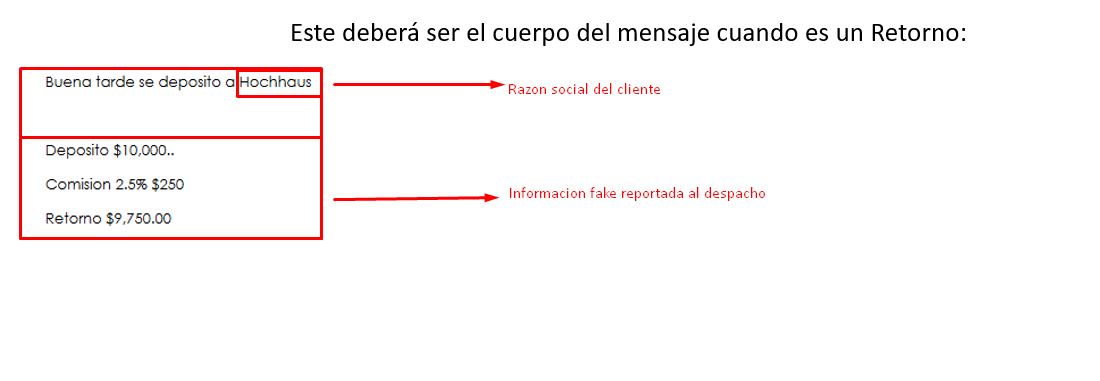 Este deberá ser el cuerpo del mensaje cuando es un Retorno:
Buena tarde se deposito a Hochhaus
Razon social del cliente
Deposito $10,000..
Comision 2.5% $250
Retorno $9,750.00
Informacion fake reportada al despacho